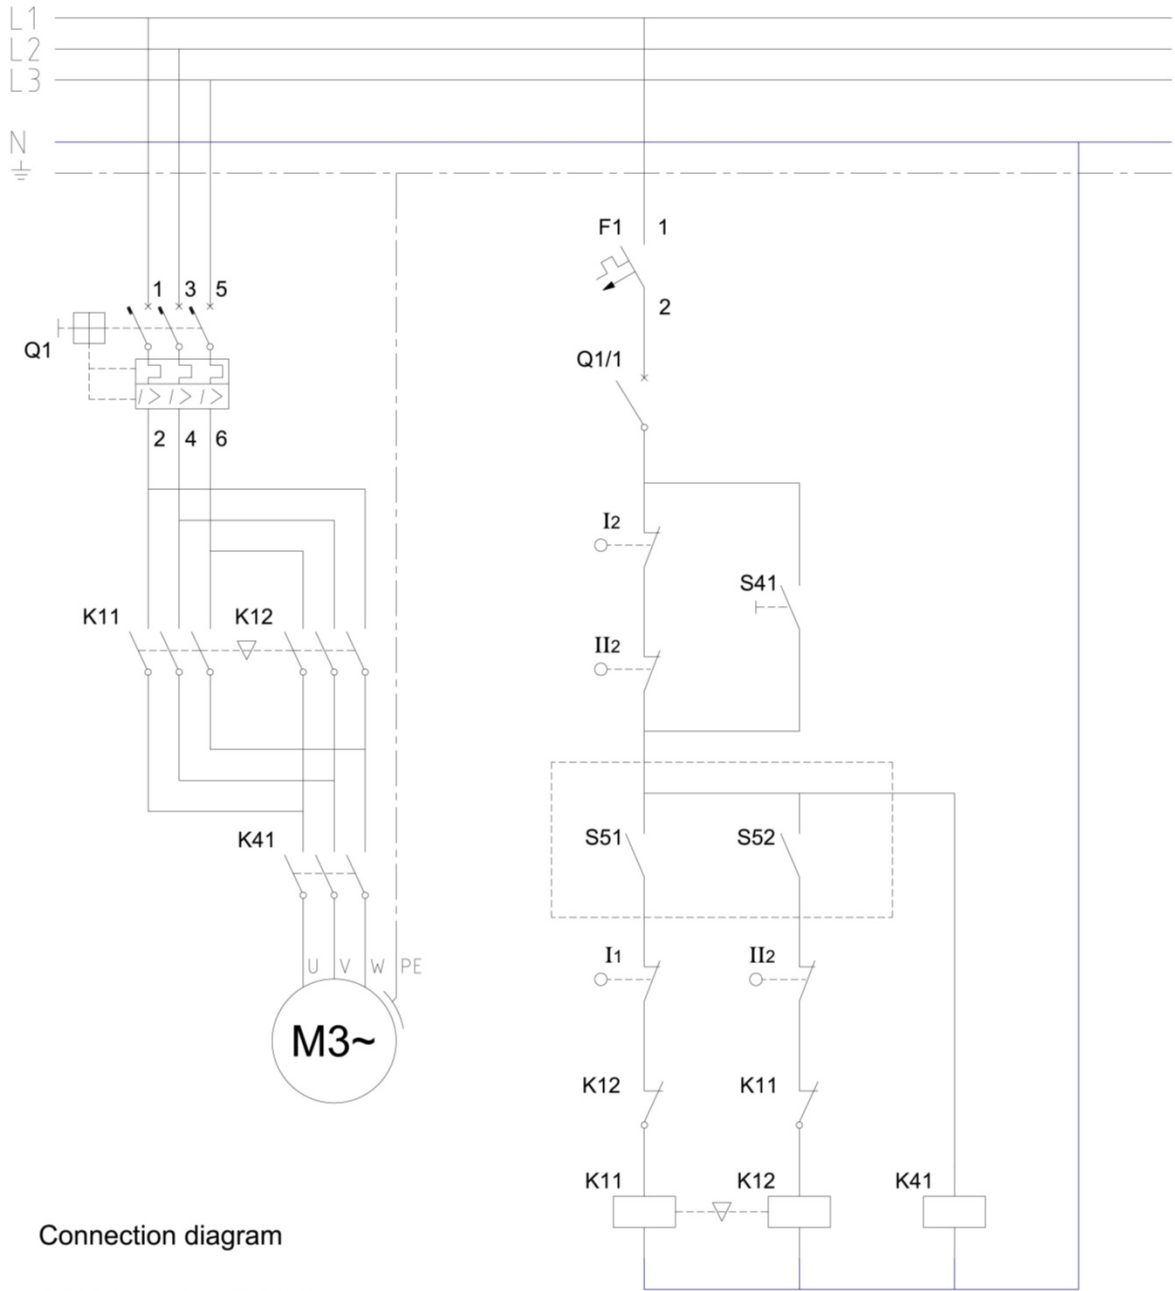 L1
L2
L3
N
F1 1
2
1 3 5
Q1
Q1/1
2 4 6
I2
S41
K11 K12
II2
K41
S51 S52
U V W PE
I1 II2
M3~
K12 K11
K11 K12 K41
Connection diagram